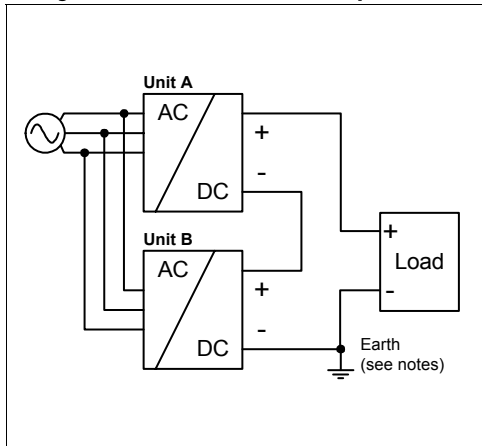 Unit A
AC
+
-
DC
Unit B
AC
+
-
DC
+
Load
-
Earth
(see notes)